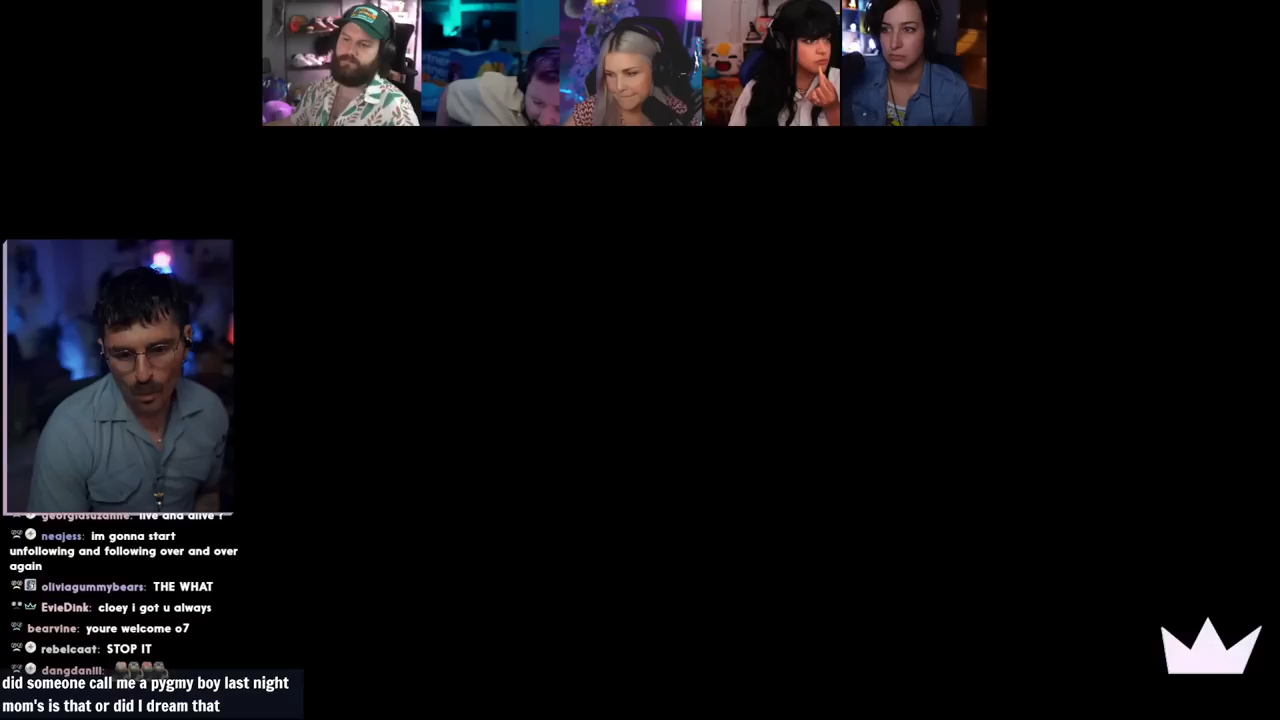 georgiasuzanne: live and alive !
neajess: im gonna start
unfollowing and following over and over
again
oliviagummybears: THE WHAT
EvieDink: cloey i got u always
bearvine: youre welcome o7
rebelcaat: STOP IT
dangdanill:
did someone call me a pygmy boy last night
mom's is that or did I dream that